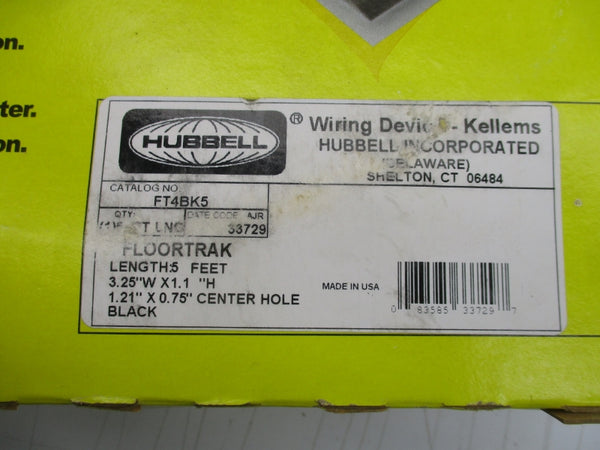 on.
ter.
on.
HUBBELL ®
Wiring - Kellems
HUBBELL INCORPORATED
(DELAWARE)
SHELTON, CT 06484
CATALOG NO.
FT4BK5
QTY. DATE CODE AJR
LNG 33729
FLOORTRAK
LENGTH:5 FEET
3.25"W X1.1 "H
1.21" X 0.75" CENTER HOLE
BLACK
MADE IN USA
0 83585 33729 7